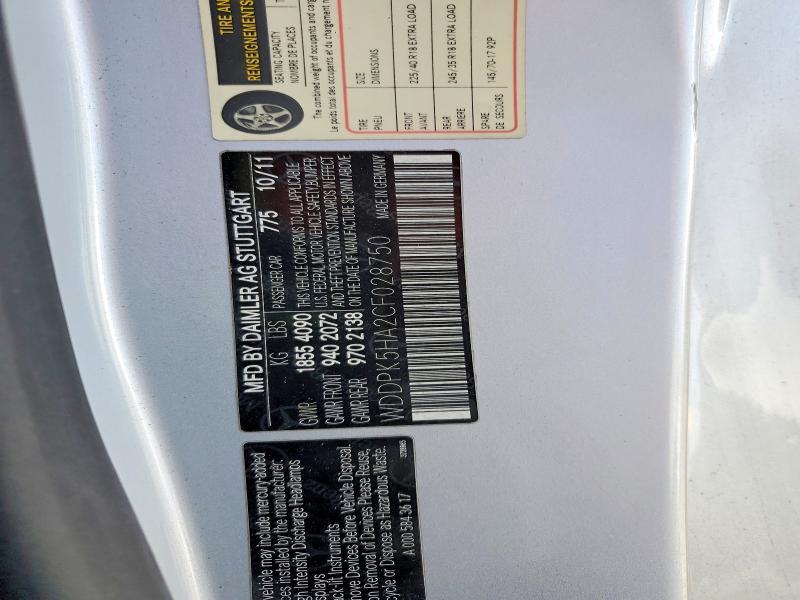 TIRE AN
RENSEIGNEMENTS
SEATING CAPACITY
NOMBRE DE PLACES
The combined weight of occupants and carg
Le poids total des occupants et du chargement
TIRE SIZE
PNEU DIMENSIONS
FRONT 225/40 R18 EXTRA LOAD
AVANT
REAR 245/35 R18 EXTRA LOAD
ARRIERE
SPARE 145/70-17 92P
DE SECOURS
MFD BY DAIMLER AG STUTTGART
KG LBS PASSENGER CAR 775 10/11
GVWR 1855 4090 THIS VEHICLE CONFORMS TO ALL APPLICABLE
U.S. FEDERAL MOTOR VEHICLE SAFETY, BUMPER
GAWR FRONT 940 2072 AND THEFT PREVENTION STANDARDS IN EFFECT
GAWR REAR 970 2138 ON THE DATE OF MANUFACTURE SHOWN ABOVE
WDDPK5HA2CF028750 MADE IN GERMANY
vehicle may include mercury-added
ces installed by the manufacturer:
gh Intensity Discharge Headlamps
splays
ack-lit Instruments
move Devices Before Vehicle Disposal.
on Removal of Devices Please Reuse,
cycle or Dispose as Hazardous Waste.
A 000 584 36 17